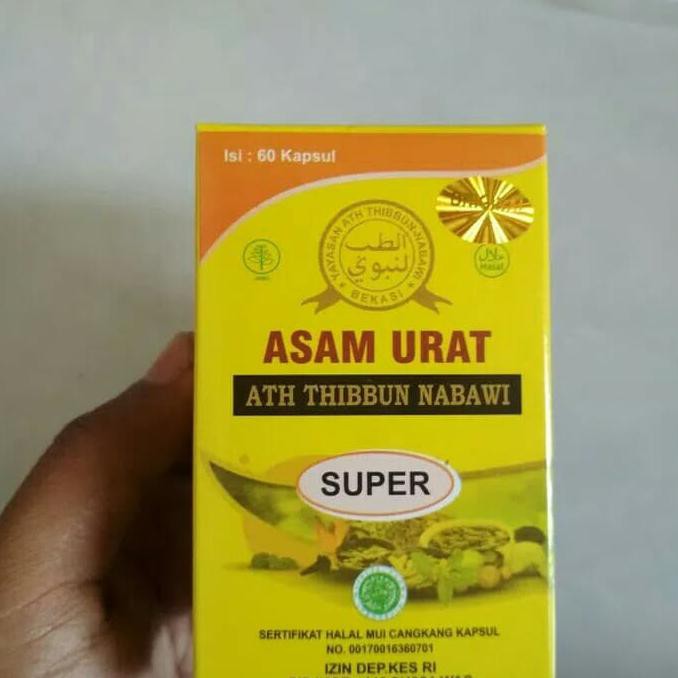 Isi : 60 Kapsul
YAYASAN ATH THIBBUN-NABAWI
الطب
النبوي
BEKASI
Halal
ASAM URAT
ATH THIBBUN NABAWI
SUPER
SERTIFIKAT HALAL MUI CANGKANG KAPSUL
NO. 00170016360701
IZIN DEP.KES RI